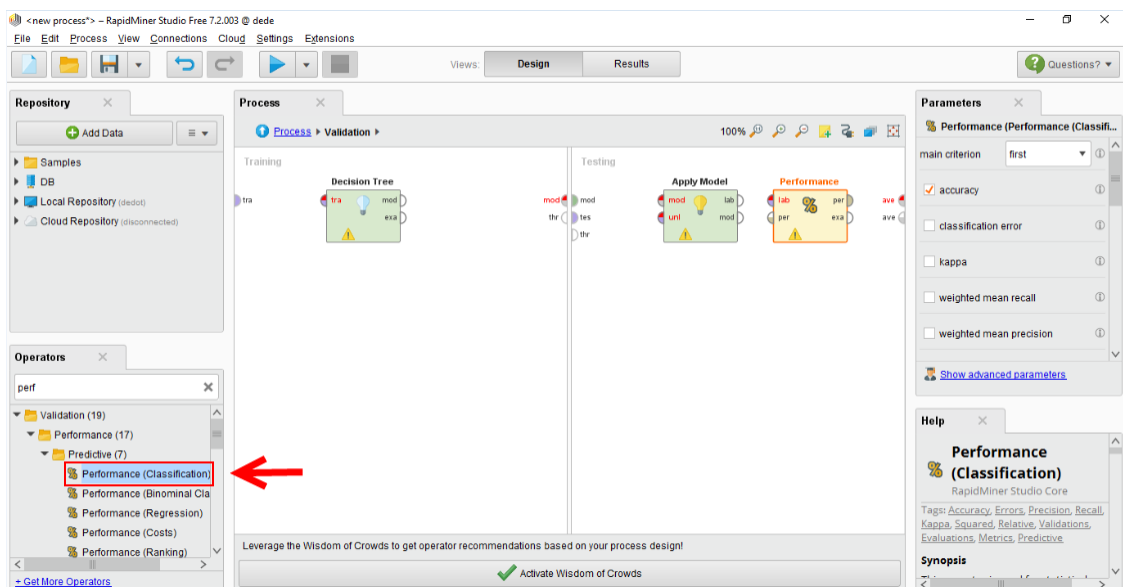 <new process*> – RapidMiner Studio Free 7.2.003 @ dede
File Edit Process View Connections Cloud Settings Extensions
Views: Design Results Questions?
Repository
Add Data
Samples
DB
Local Repository (dedot)
Cloud Repository (disconnected)
Operators
perf
Validation (19)
Performance (17)
Predictive (7)
Performance (Classification)
Performance (Binominal Cla
Performance (Regression)
Performance (Costs)
Performance (Ranking)
+ Get More Operators
Process
Process Validation 100%
Training
Decision Tree
tra tra mod mod
exa thr
Testing
Apply Model Performance
mod mod lab lab per ave
tes unl mod per exa ave
thr
Leverage the Wisdom of Crowds to get operator recommendations based on your process design!
Activate Wisdom of Crowds
Parameters
Performance (Performance (Classifi...
main criterion first
accuracy
classification error
kappa
weighted mean recall
weighted mean precision
Show advanced parameters
Help
Performance
(Classification)
RapidMiner Studio Core
Tags: Accuracy, Errors, Precision, Recall,
Kappa, Squared, Relative, Validations,
Evaluations, Metrics, Predictive
Synopsis